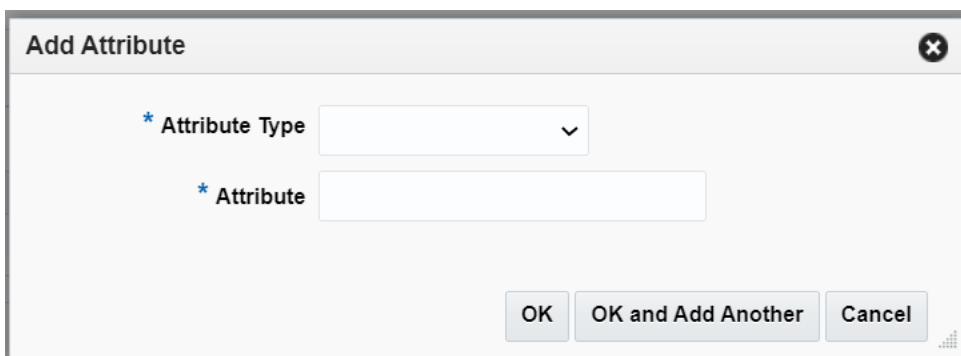 Add Attribute
* Attribute Type
* Attribute
OK OK and Add Another Cancel